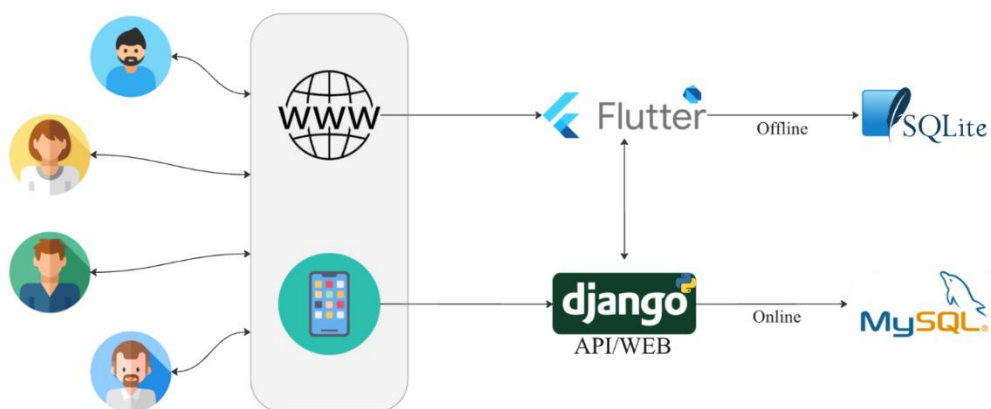 WWW
Flutter
Offline
SQLite
django
API/WEB
Online
MySQL®